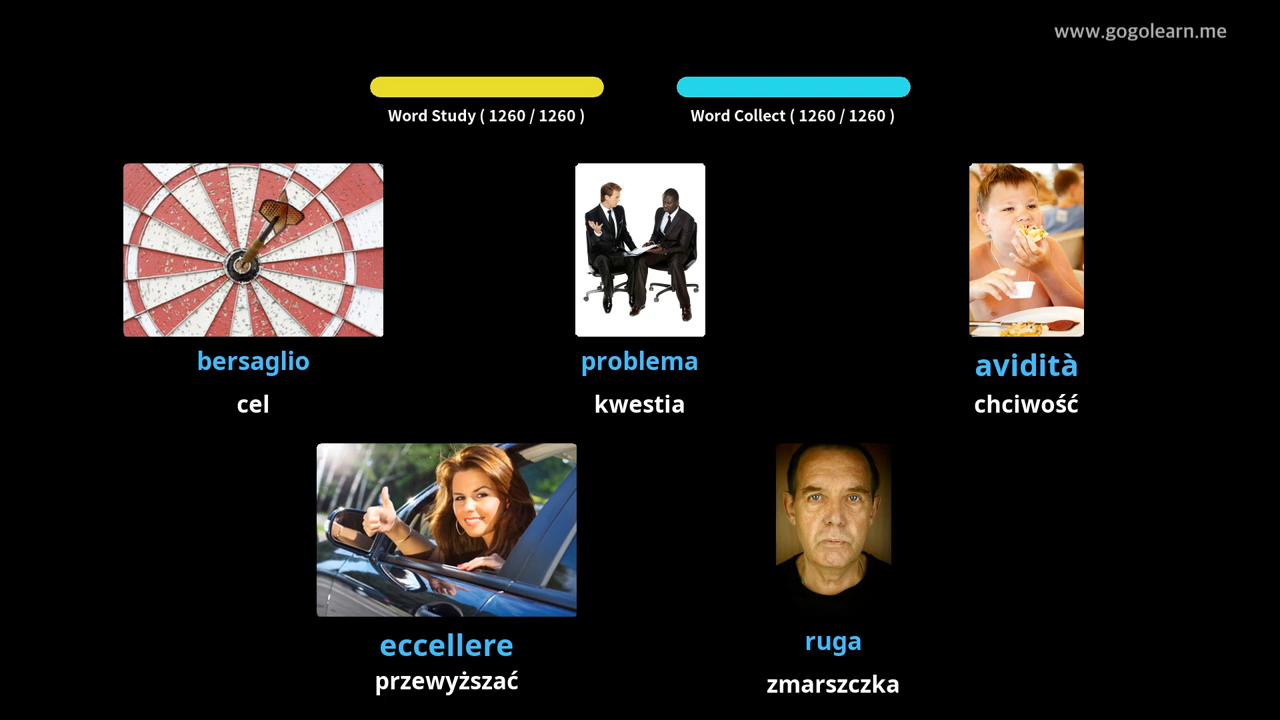 www.gogolearn.me
Word Study ( 1260 / 1260 )
Word Collect ( 1260 / 1260 )
bersaglio
cel
problema
kwestia
avidità
chciwość
eccellere
przewyższać
ruga
zmarszczka